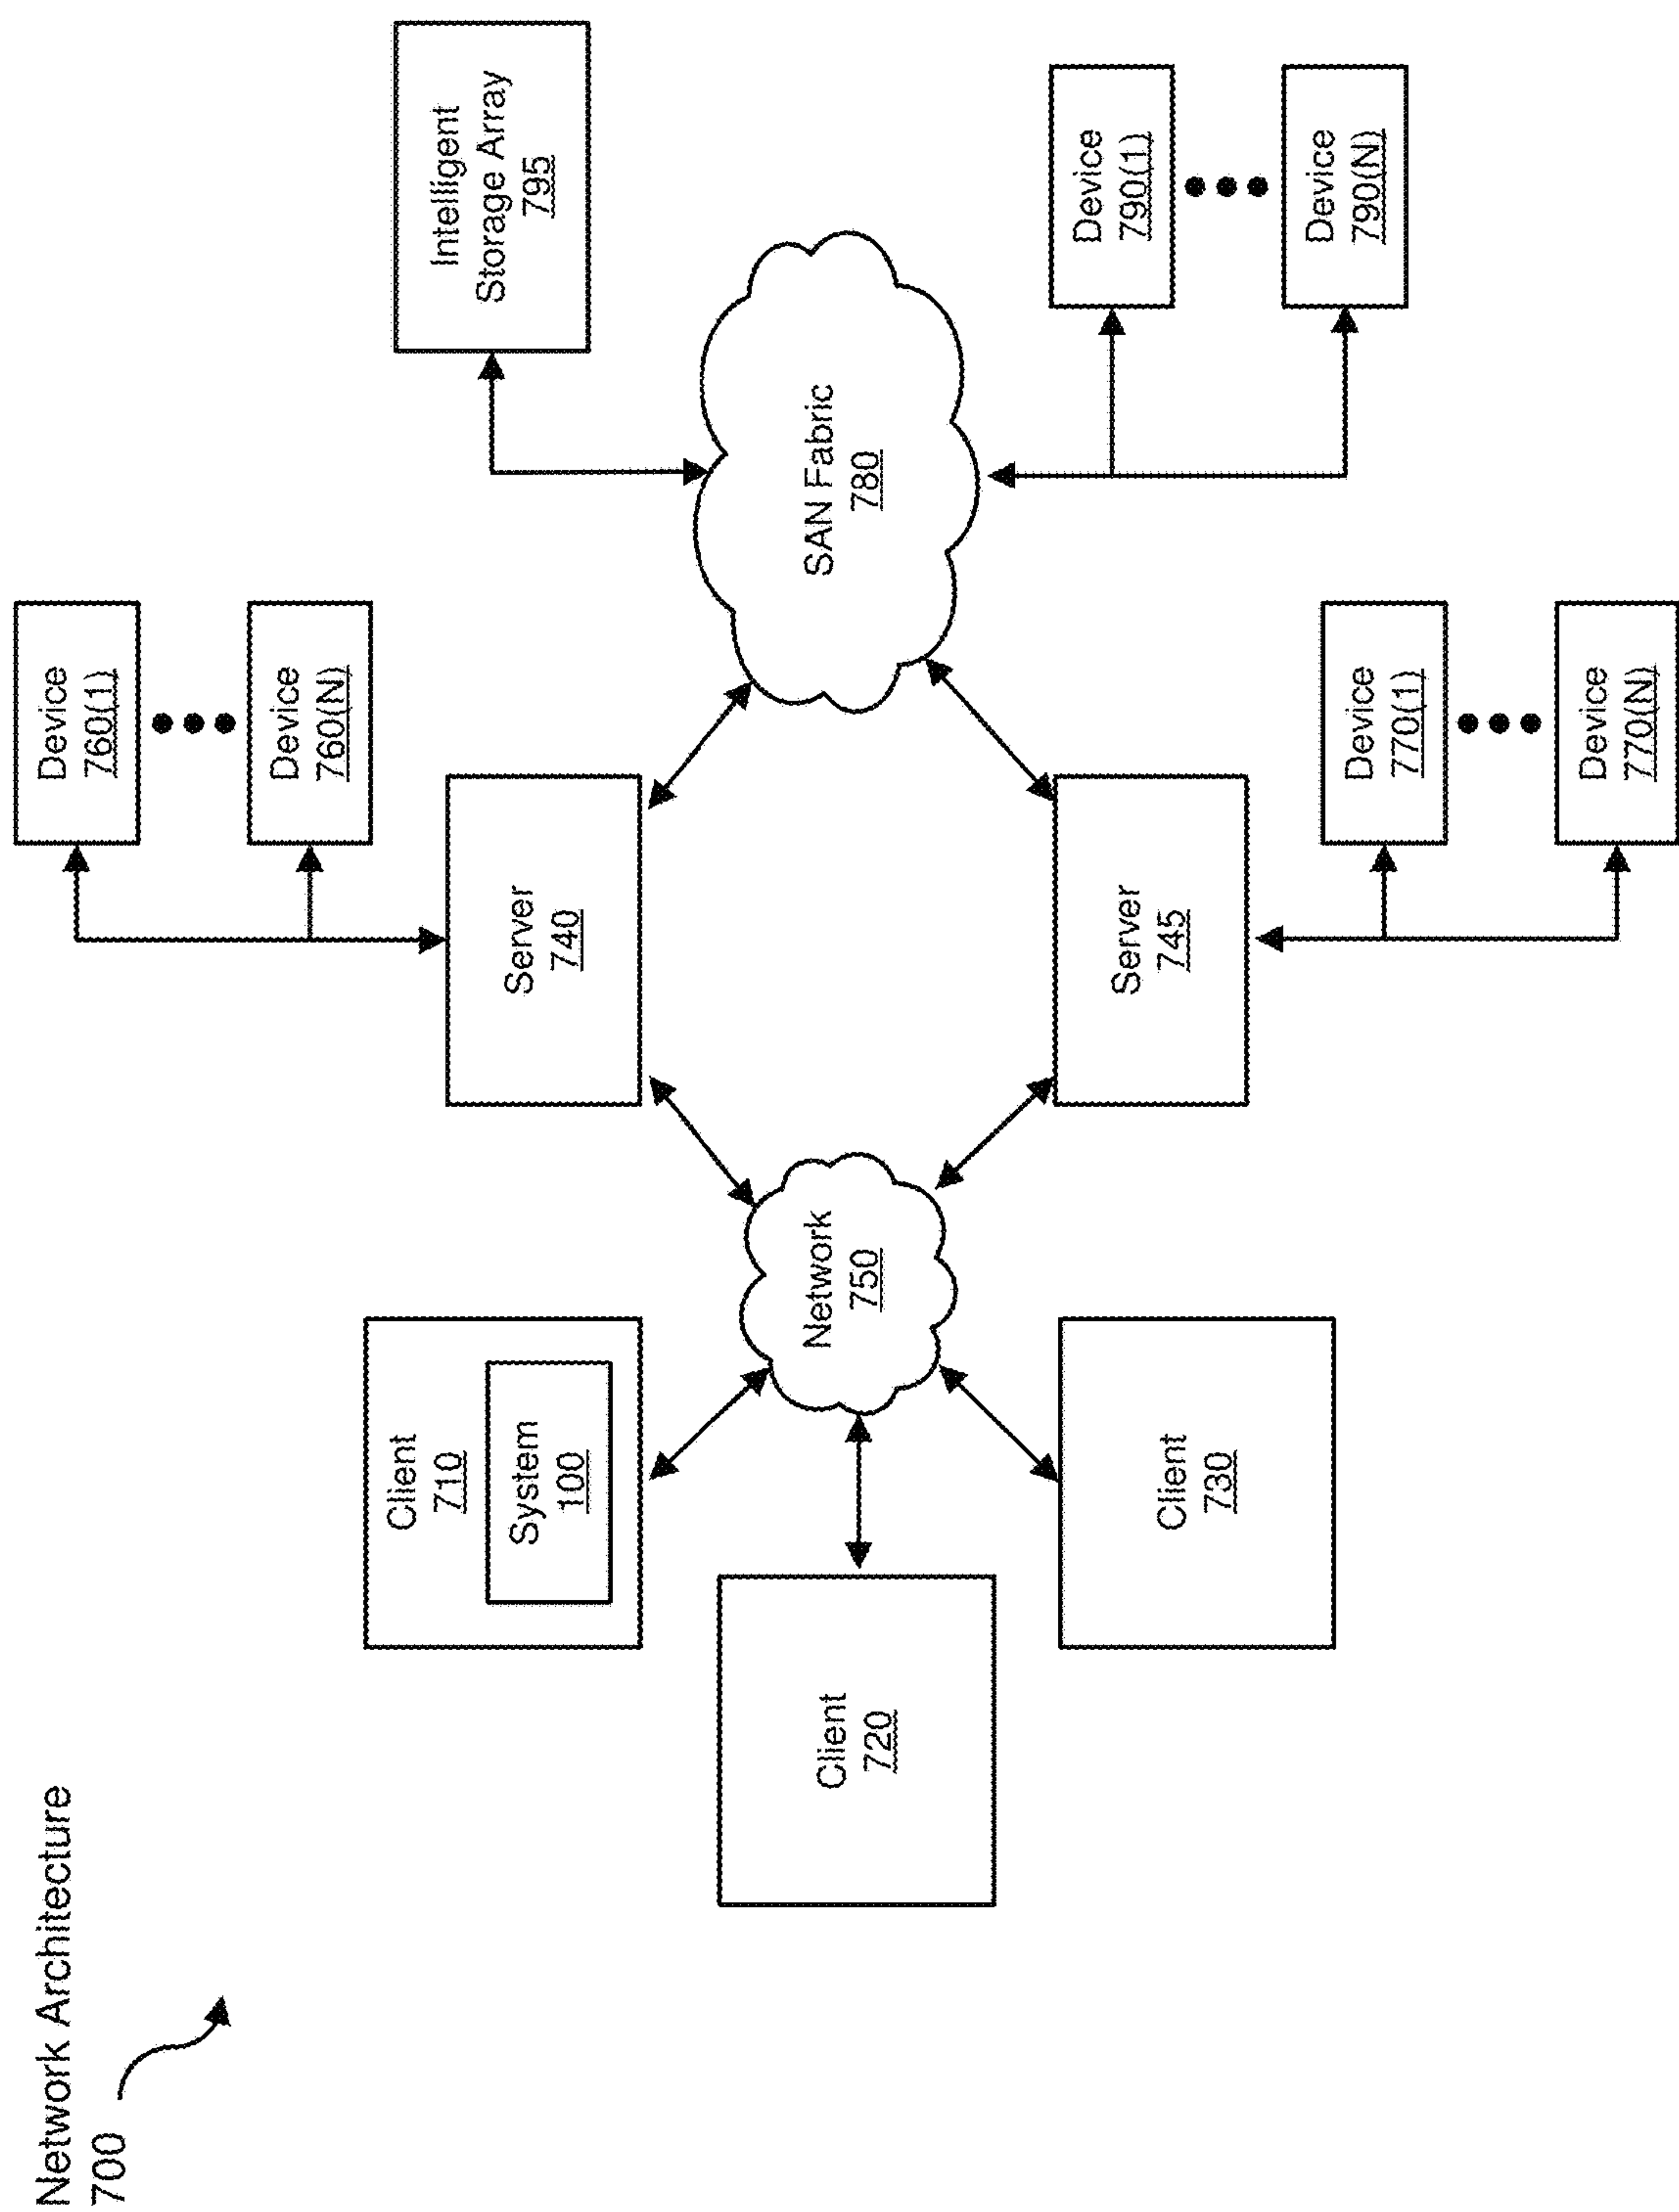 Network Architecture
700
Client
710
System
100
Client
720
Client
730
Network
750
Server
740
Server
745
Device
760(1)
Device
760(N)
Device
770(1)
Device
770(N)
SAN Fabric
780
Intelligent
Storage Array
795
Device
790(1)
Device
790(N)